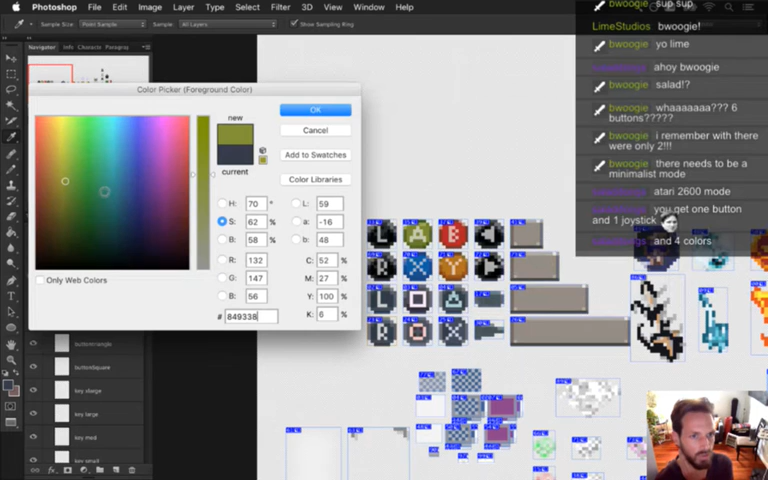 Photoshop File Edit Image Layer Type Select Filter 3D View Window Help
Sample Size: Point Sample Sample: All Layers Show Sampling Ring
Navigator Info Characte Paragrap
Color Picker (Foreground Color)
new
current
OK
Cancel
Add to Swatches
Color Libraries
H: 70 °
S: 62 %
B: 58 %
R: 132
G: 147
B: 56
# 849338
L: 59
a: -16
b: 48
C: 52 %
M: 27 %
Y: 100 %
K: 6 %
Only Web Colors
buttontriangle
buttonsquare
key xlarge
key large
key med
key small
L A B
R X Y
L
R O X
bwoogie sup sup
LimeStudios bwoogie!
bwoogie yo lime
ahoy bwoogie
bwoogie salad!?
bwoogie whaaaaaa??? 6
buttons?????
bwoogie i remember with there
were only 2!!!
bwoogie there needs to be a
minimalist mode
atari 2600 mode
you get one button
and 1 joystick
and 4 colors